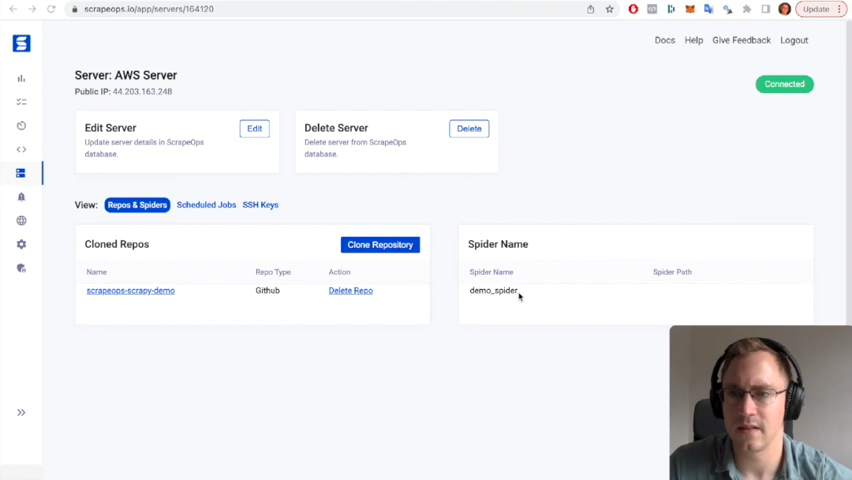 scrapeops.io/app/servers/164120
Update
Docs Help Give Feedback Logout
Server: AWS Server
Public IP: 44.203.163.248
Connected
Edit Server
Edit
Update server details in ScrapeOps
database.
Delete Server
Delete
Delete server from ScrapeOps
database.
View: Repos & Spiders Scheduled Jobs SSH Keys
Cloned Repos
Clone Repository
Name Repo Type Action
scrapeops-scrapy-demo Github Delete Repo
Spider Name
Spider Name Spider Path
demo_spider